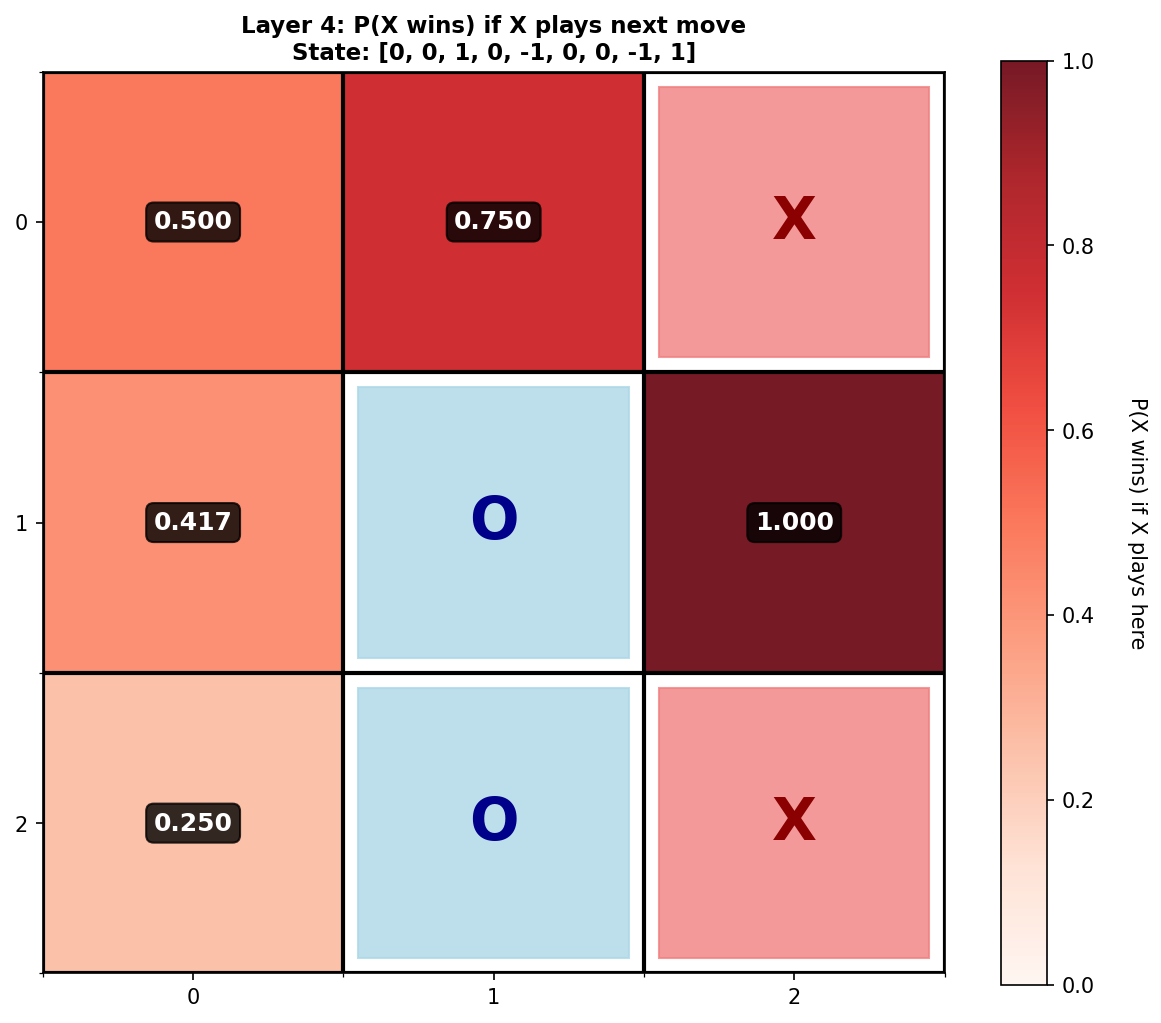 Layer 4: P(X wins) if X plays next move
State: [0, 0, 1, 0, -1, 0, 0, -1, 1]
0
0.500
0.750
X
1
0.417
O
1.000
2
0.250
O
X
0
1
2
1.0
0.8
0.6
0.4
0.2
0.0
P(X wins) if X plays here